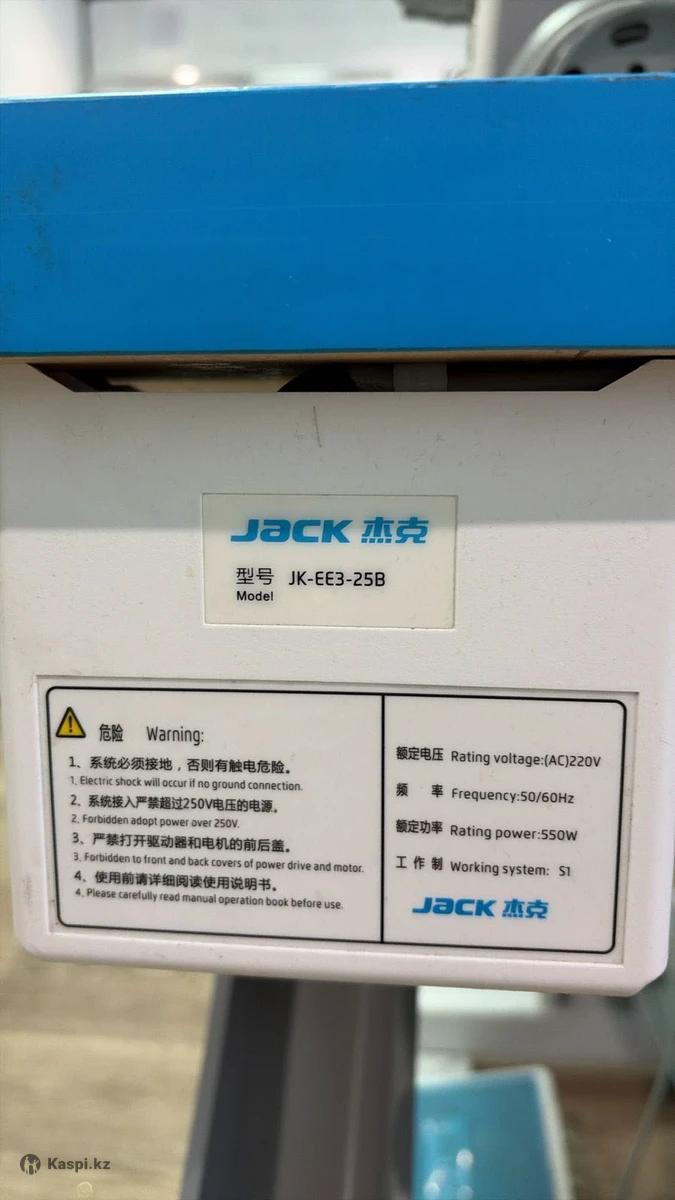 JACK 杰克
型号 JK-EE3-25B
Model
危险 Warning:
1、系统必须接地，否则有触电危险。
1. Electric shock will occur if no ground connection.
2、系统接入严禁超过250V电压的电源。
2. Forbidden adopt power over 250V.
3、严禁打开驱动器和电机的前后盖。
3. Forbidden to front and back covers of power drive and motor.
4、使用前请详细阅读使用说明书。
4. Please carefully read manual operation book before use.
额定电压 Rating voltage:(AC)220V
频 率 Frequency:50/60Hz
额定功率 Rating power:550W
工 作 制 Working system: S1
JACK 杰克
Kaspi.kz